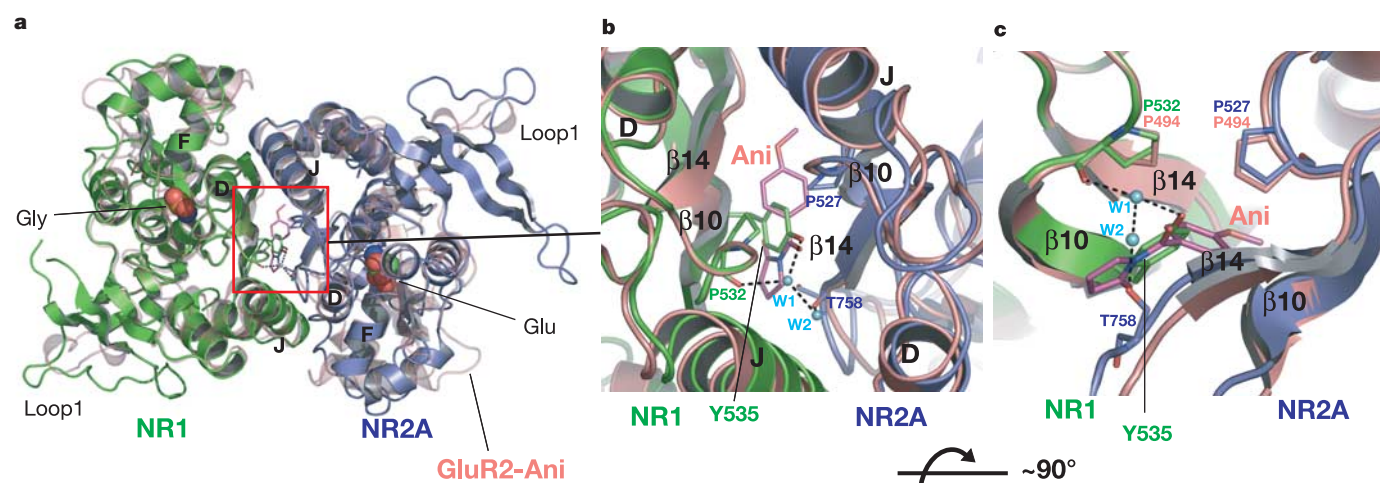 a
Loop1
F
J
D
Gly
D
Glu
F
J
Loop1
NR1
NR2A
GluR2-Ani
b
J
D
Ani
β14
β10
P527
β10
β14
P532
W1
T758
W2
J
D
NR1
Y535
NR2A
c
P532
P494
P527
P494
β14
W1
Ani
W2
β10
β14
β10
T758
NR1
NR2A
Y535
~90°